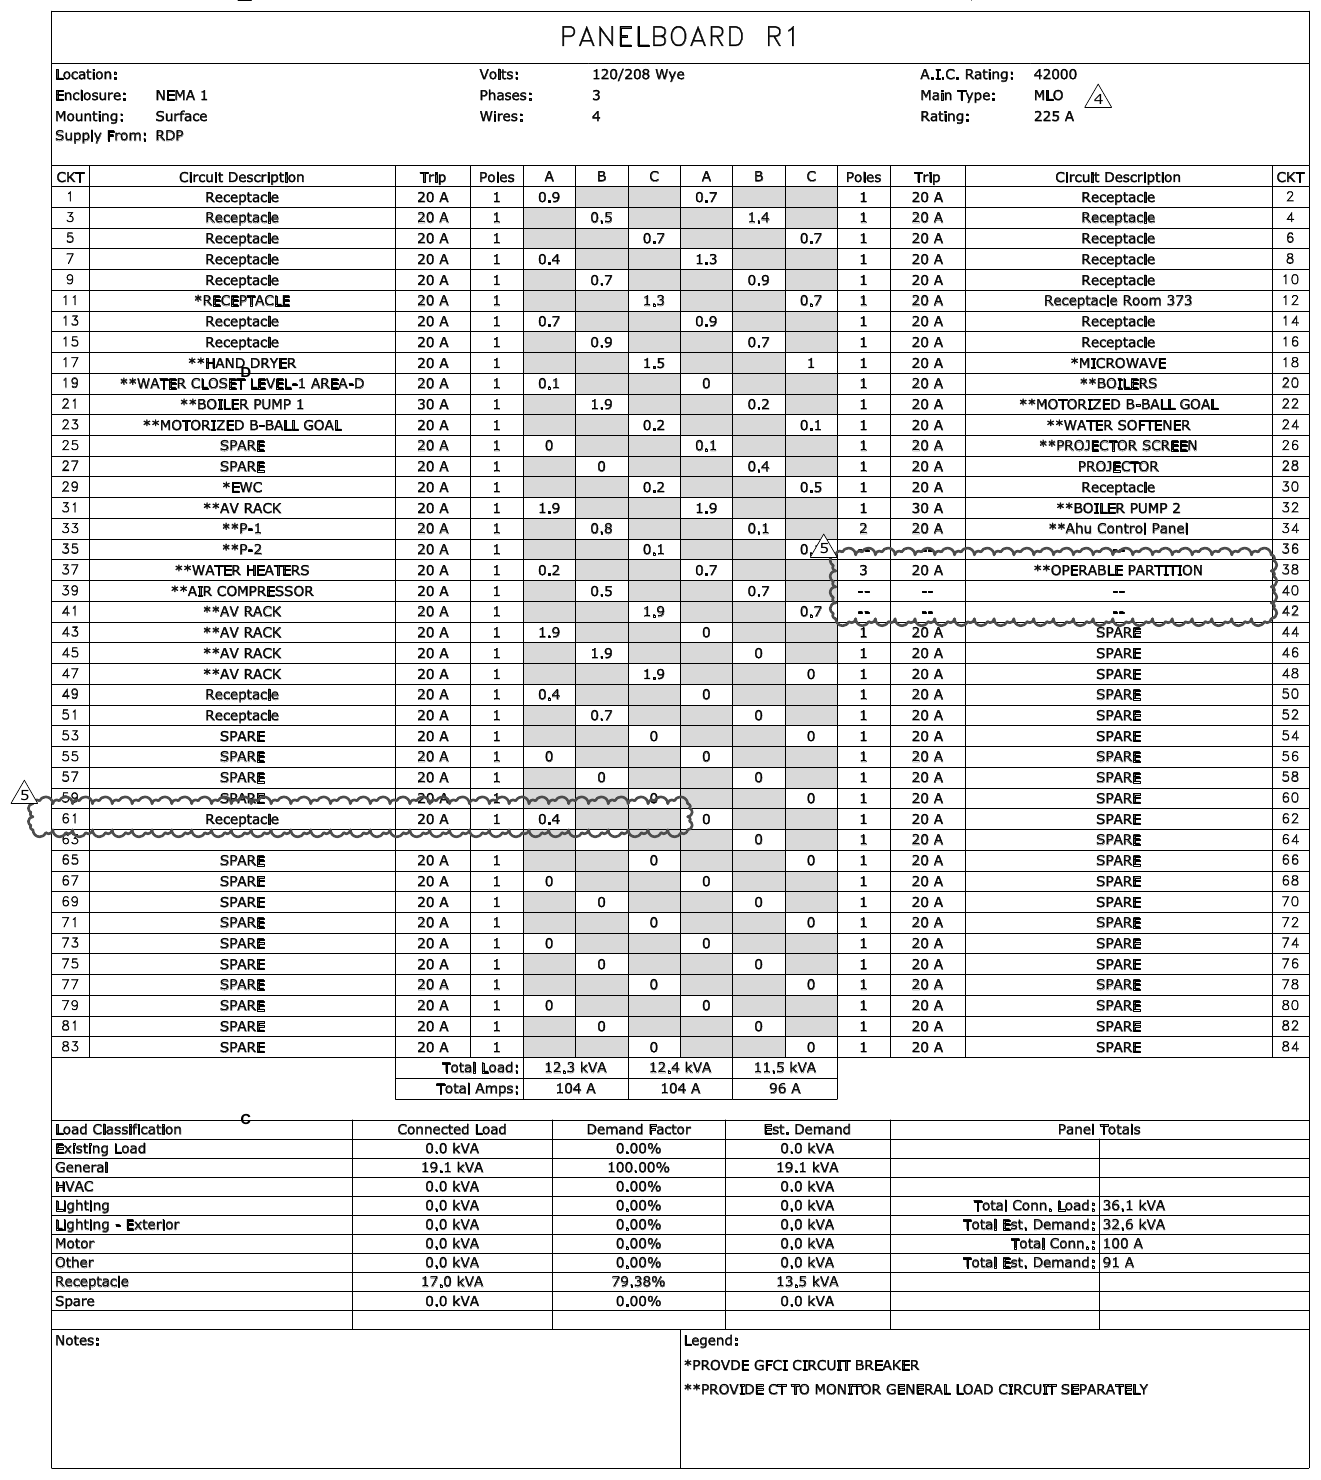 PANELBOARD R1
Location: Volts: 120/208 Wye A.I.C. Rating: 42000
Enclosure: NEMA 1 Phases: 3 Main Type: MLO 4
Mounting: Surface Wires: 4 Rating: 225 A
Supply From: RDP
CKT Circuit Description Trip Poles A B C A B C Poles Trip Circuit Description CKT
1 Receptacle 20 A 1 0.9 0.7 1 20 A Receptacle 2
3 Receptacle 20 A 1 0.5 1.4 1 20 A Receptacle 4
5 Receptacle 20 A 1 0.7 0.7 1 20 A Receptacle 6
7 Receptacle 20 A 1 0.4 1.3 1 20 A Receptacle 8
9 Receptacle 20 A 1 0.7 0.9 1 20 A Receptacle 10
11 *RECEPTACLE 20 A 1 1.3 0.7 1 20 A Receptacle Room 373 12
13 Receptacle 20 A 1 0.7 0.9 1 20 A Receptacle 14
15 Receptacle 20 A 1 0.9 0.7 1 20 A Receptacle 16
17 **HAND DRYER 20 A 1 1.5 1 1 20 A *MICROWAVE 18
D
19 **WATER CLOSET LEVEL-1 AREA-D 20 A 1 0.1 0 1 20 A **BOILERS 20
21 **BOILER PUMP 1 30 A 1 1.9 0.2 1 20 A **MOTORIZED B-BALL GOAL 22
23 **MOTORIZED B-BALL GOAL 20 A 1 0.2 0.1 1 20 A **WATER SOFTENER 24
25 SPARE 20 A 1 0 0.1 1 20 A **PROJECTOR SCREEN 26
27 SPARE 20 A 1 0 0.4 1 20 A PROJECTOR 28
29 *EWC 20 A 1 0.2 0.5 1 20 A Receptacle 30
31 **AV RACK 20 A 1 1.9 1.9 1 30 A **BOILER PUMP 2 32
33 **P-1 20 A 1 0.8 0.1 2 20 A **Ahu Control Panel 34
35 **P-2 20 A 1 0.1 0. 5 -- -- -- 36
37 **WATER HEATERS 20 A 1 0.2 0.7 3 20 A **OPERABLE PARTITION 38
39 **AIR COMPRESSOR 20 A 1 0.5 0.7 -- -- -- 40
41 **AV RACK 20 A 1 1.9 0.7 -- -- -- 42
43 **AV RACK 20 A 1 1.9 0 1 20 A SPARE 44
45 **AV RACK 20 A 1 1.9 0 1 20 A SPARE 46
47 **AV RACK 20 A 1 1.9 0 1 20 A SPARE 48
49 Receptacle 20 A 1 0.4 0 1 20 A SPARE 50
51 Receptacle 20 A 1 0.7 0 1 20 A SPARE 52
53 SPARE 20 A 1 0 0 1 20 A SPARE 54
55 SPARE 20 A 1 0 0 1 20 A SPARE 56
57 SPARE 20 A 1 0 0 1 20 A SPARE 58
5 59 SPARE 20 A 1 0 0 1 20 A SPARE 60
61 Receptacle 20 A 1 0.4 0 1 20 A SPARE 62
63 0 1 20 A SPARE 64
65 SPARE 20 A 1 0 0 1 20 A SPARE 66
67 SPARE 20 A 1 0 0 1 20 A SPARE 68
69 SPARE 20 A 1 0 0 1 20 A SPARE 70
71 SPARE 20 A 1 0 0 1 20 A SPARE 72
73 SPARE 20 A 1 0 0 1 20 A SPARE 74
75 SPARE 20 A 1 0 0 1 20 A SPARE 76
77 SPARE 20 A 1 0 0 1 20 A SPARE 78
79 SPARE 20 A 1 0 0 1 20 A SPARE 80
81 SPARE 20 A 1 0 0 1 20 A SPARE 82
83 SPARE 20 A 1 0 0 1 20 A SPARE 84
Total Load: 12.3 kVA 12.4 kVA 11.5 kVA
Total Amps: 104 A 104 A 96 A
C
Load Classification Connected Load Demand Factor Est. Demand Panel Totals
Existing Load 0.0 kVA 0.00% 0.0 kVA
General 19.1 kVA 100.00% 19.1 kVA
HVAC 0.0 kVA 0.00% 0.0 kVA
Lighting 0.0 kVA 0.00% 0.0 kVA Total Conn. Load: 36.1 kVA
Lighting - Exterior 0.0 kVA 0.00% 0.0 kVA Total Est. Demand: 32.6 kVA
Motor 0.0 kVA 0.00% 0.0 kVA Total Conn.: 100 A
Other 0.0 kVA 0.00% 0.0 kVA Total Est. Demand: 91 A
Receptacle 17.0 kVA 79.38% 13.5 kVA
Spare 0.0 kVA 0.00% 0.0 kVA
Notes: Legend:
*PROVDE GFCI CIRCUIT BREAKER
**PROVIDE CT TO MONITOR GENERAL LOAD CIRCUIT SEPARATELY